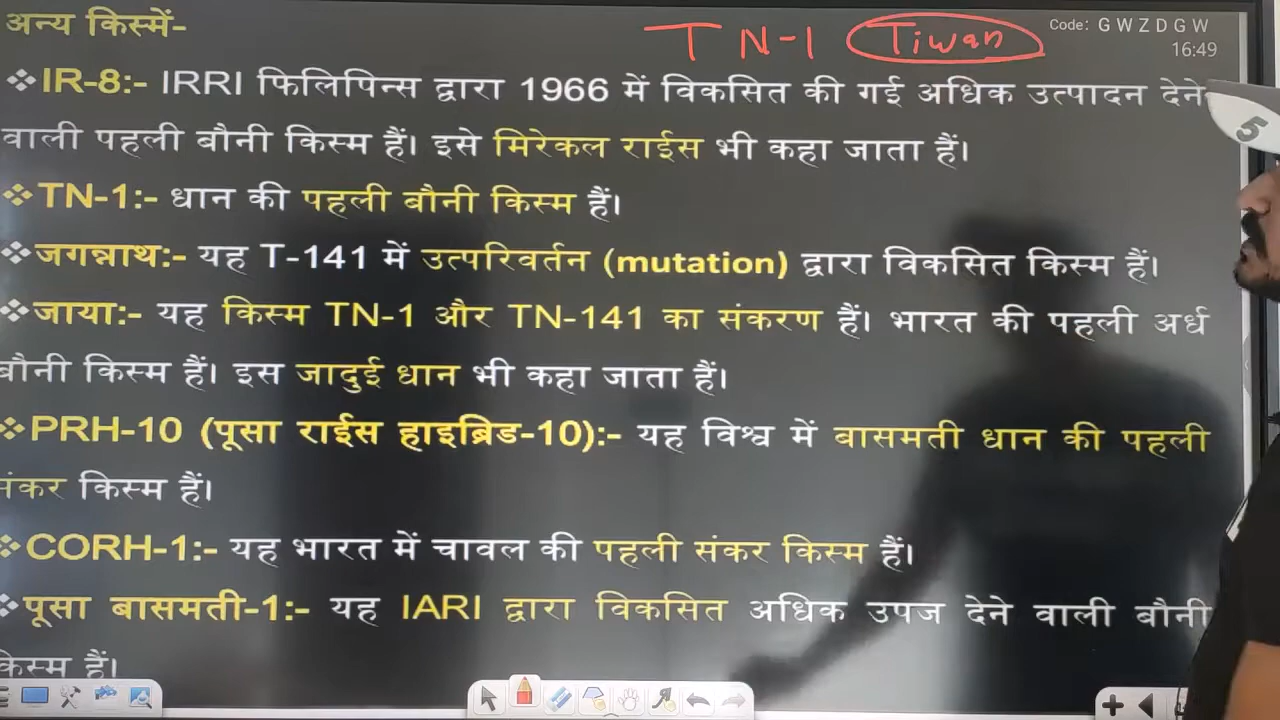 अन्य किस्में-
TN-1 Tiwan
Code: GWZDGW
16:49
❖IR-8:- IRRI फिलिपिन्स द्वारा 1966 में विकसित की गई अधिक उत्पादन देने
वाली पहली बौनी किस्म हैं। इसे मिरेकल राईस भी कहा जाता हैं।
❖TN-1:- धान की पहली बौनी किस्म हैं।
❖जगन्नाथ:- यह T-141 में उत्परिवर्तन (mutation) द्वारा विकसित किस्म हैं।
❖जाया:- यह किस्म TN-1 और TN-141 का संकरण हैं। भारत की पहली अर्ध
बौनी किस्म हैं। इस जादुई धान भी कहा जाता हैं।
❖PRH-10 (पूसा राईस हाइब्रिड-10):- यह विश्व में बासमती धान की पहली
संकर किस्म हैं।
❖CORH-1:- यह भारत में चावल की पहली संकर किस्म हैं।
❖पूसा बासमती-1:- यह IARI द्वारा विकसित अधिक उपज देने वाली बौनी
किस्म हैं।
5